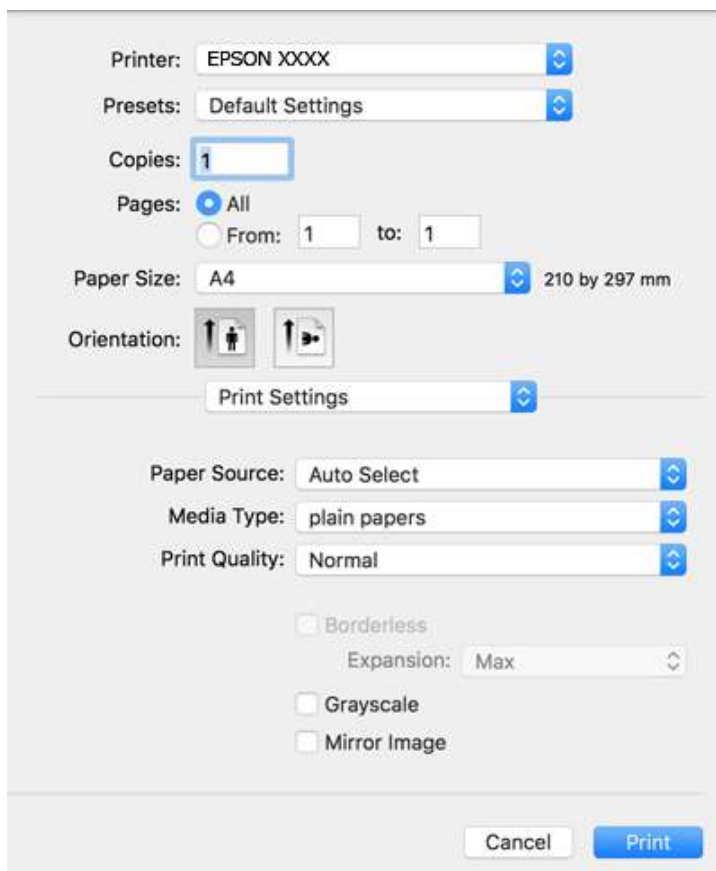 Printer: EPSON XXXX
Presets: Default Settings
Copies: 1
Pages: All
From: 1 to: 1
Paper Size: A4 210 by 297 mm
Orientation:
Print Settings
Paper Source: Auto Select
Media Type: plain papers
Print Quality: Normal
Borderless
Expansion: Max
Grayscale
Mirror Image
Cancel Print